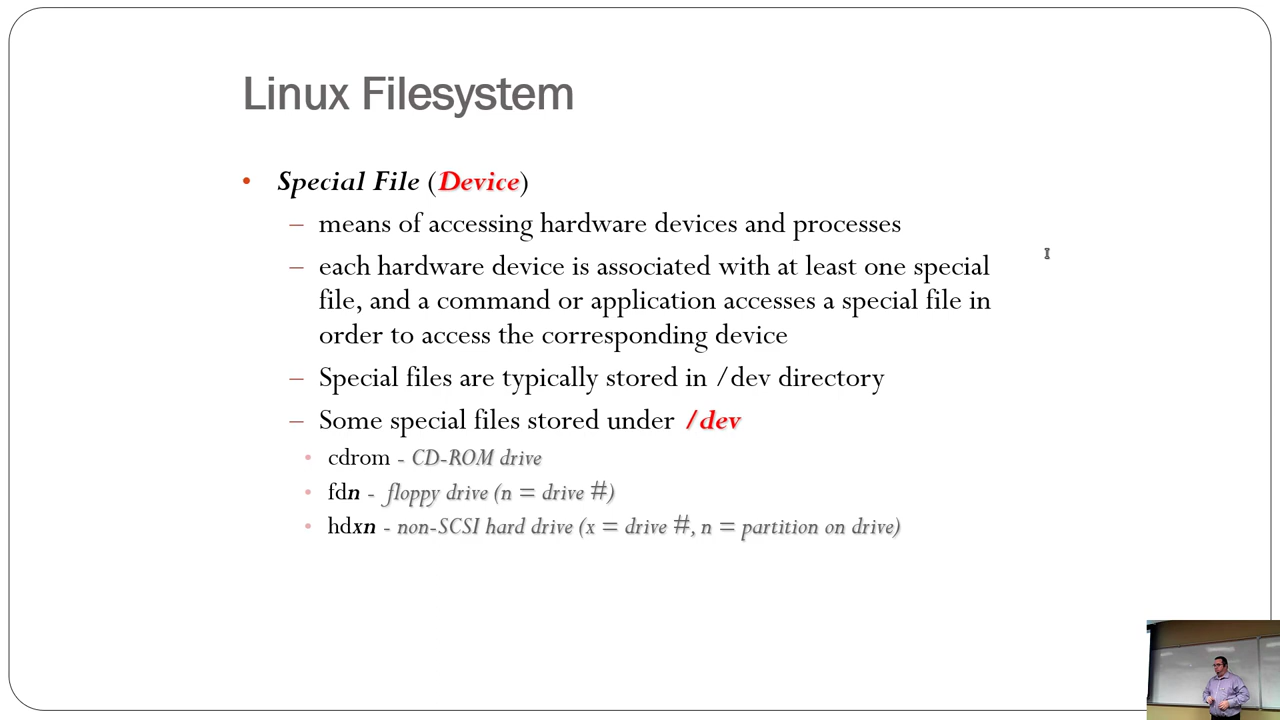 Linux Filesystem
• Special File (Device)
– means of accessing hardware devices and processes
– each hardware device is associated with at least one special
file, and a command or application accesses a special file in
order to access the corresponding device
– Special files are typically stored in /dev directory
– Some special files stored under /dev
• cdrom - CD-ROM drive
• fdn - floppy drive (n = drive #)
• hdxn - non-SCSI hard drive (x = drive #, n = partition on drive)